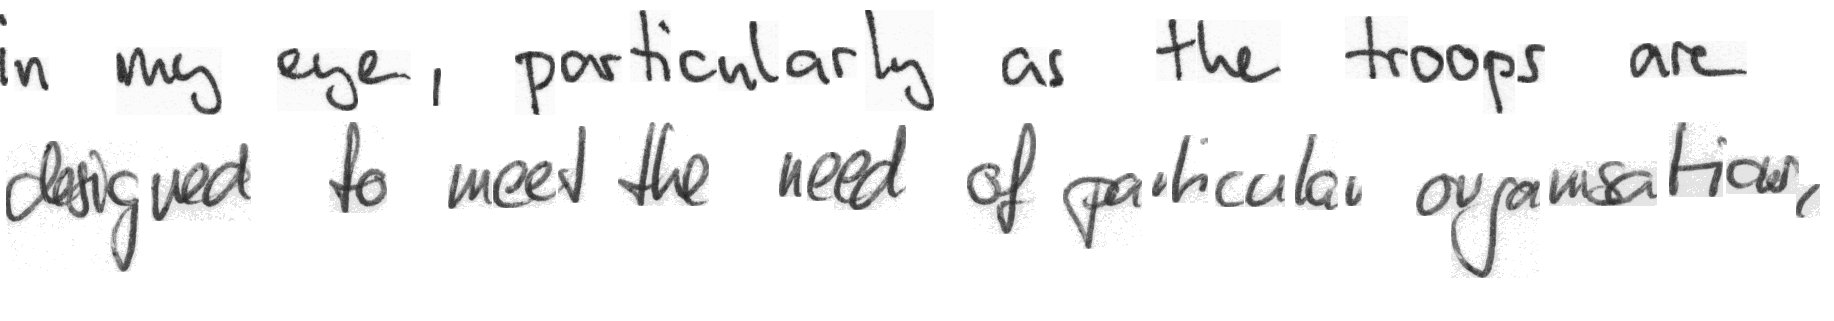 in my eye, particularly as the troops are
designed to meet the need of particular organisations,